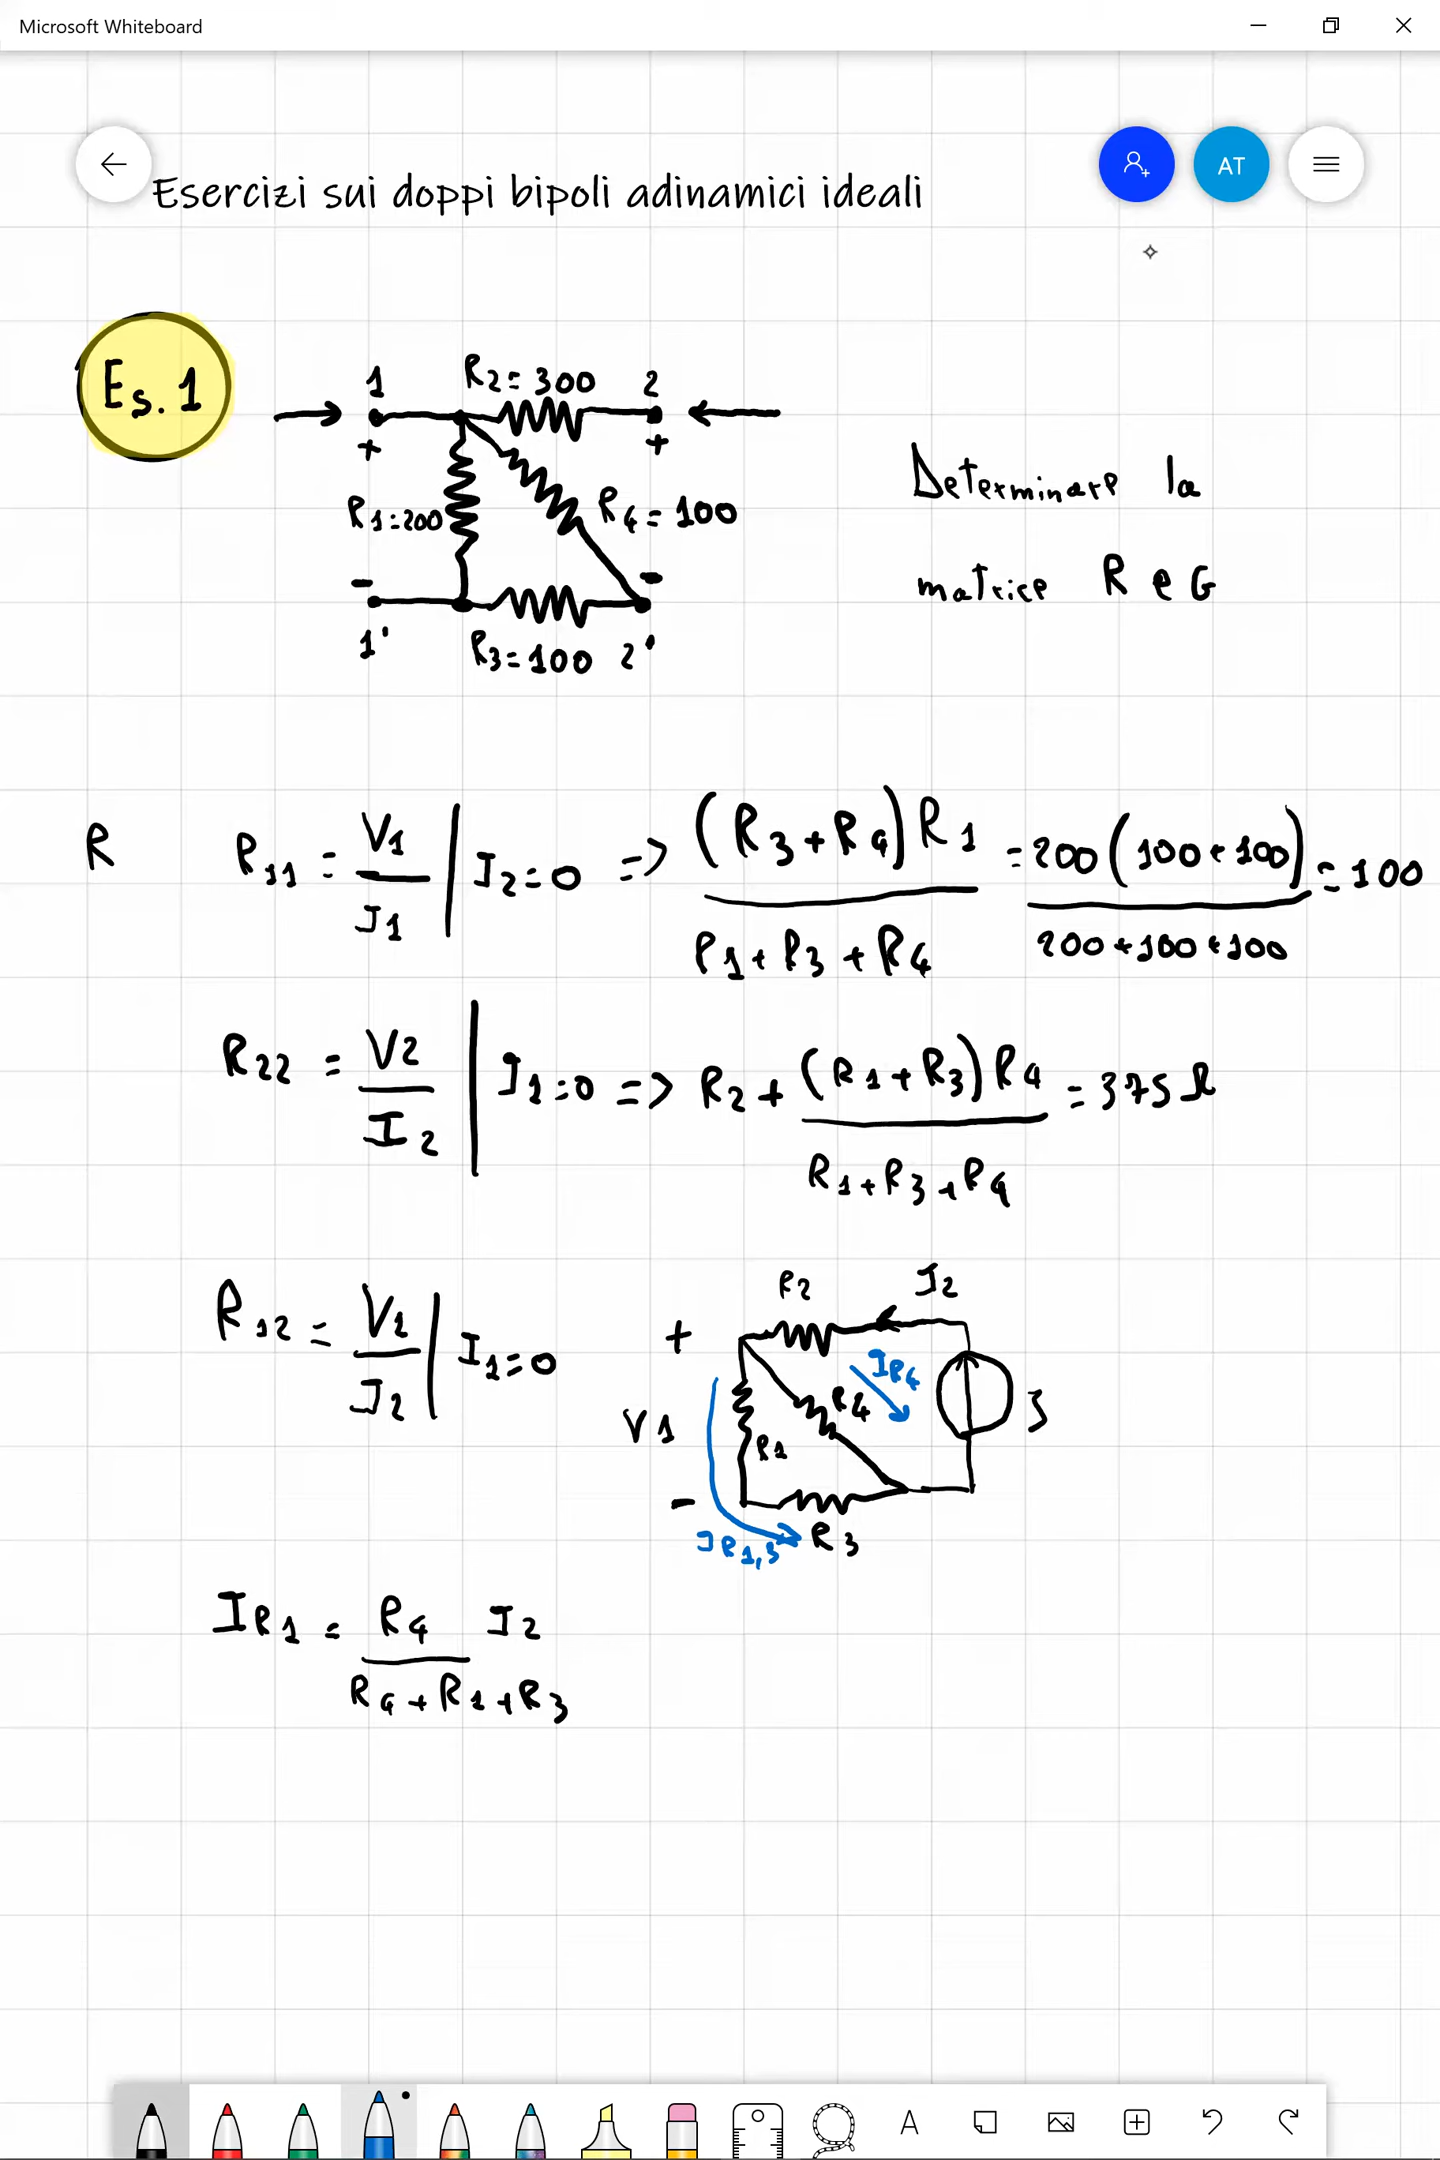 Microsoft Whiteboard
AT
Esercizi sui doppi bipoli adinamici ideali
Es. 1
1 R2= 300 2
+ +
R1=200 R4= 100
- -
1' R3=100 2'
Determinare la
matrice R e G
R R11 = V1/I1 | I2=0 => (R3+R4)R1 / R1+R3+R4 = 200(100+100) / 200+100+100 = 100
R22 = V2/I2 | I1=0 => R2+ (R1+R3)R4 / R1+R3+R4 = 375Ω
R12 = V1/I2 | I1=0
R2 I2
+
IR4
R4
V1
R1
J
-
IR1,3
R3
IR1 = R4 / R4+R1+R3 I2
A